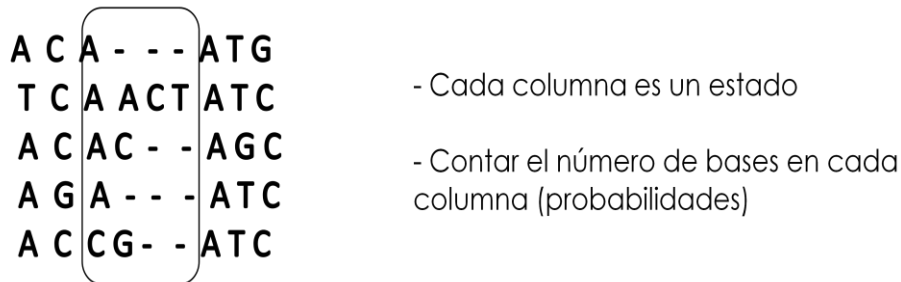 A C A - - - A T G
T C A A C T A T C
A C A C - - A G C
A G A - - - A T C
A C C G - - A T C
- Cada columna es un estado
- Contar el número de bases en cada
columna (probabilidades)